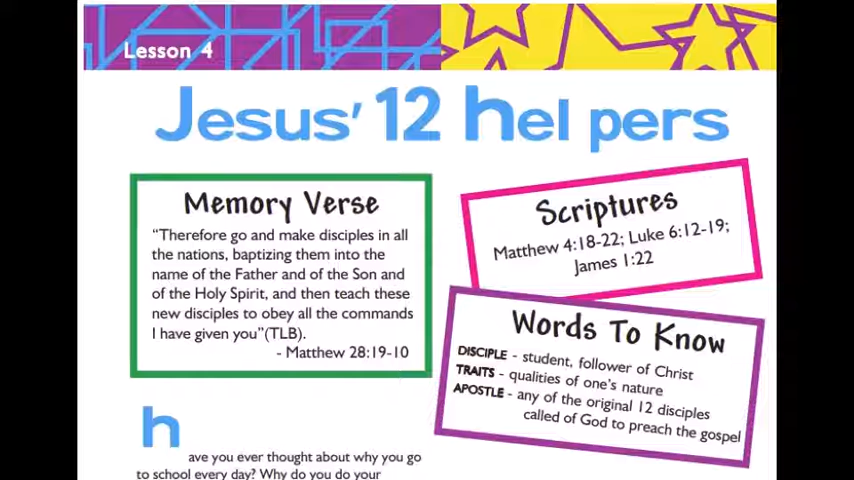 Lesson 4
Jesus' 12 helpers
Memory Verse
"Therefore go and make disciples in all
the nations, baptizing them into the
name of the Father and of the Son and
of the Holy Spirit, and then teach these
new disciples to obey all the commands
I have given you"(TLB).
- Matthew 28:19-10
Scriptures
Matthew 4:18-22; Luke 6:12-19;
James 1:22
Words To Know
DISCIPLE - student, follower of Christ
TRAITS - qualities of one's nature
APOSTLE - any of the original 12 disciples
called of God to preach the gospel
have you ever thought about why you go
to school every day? Why do you do your